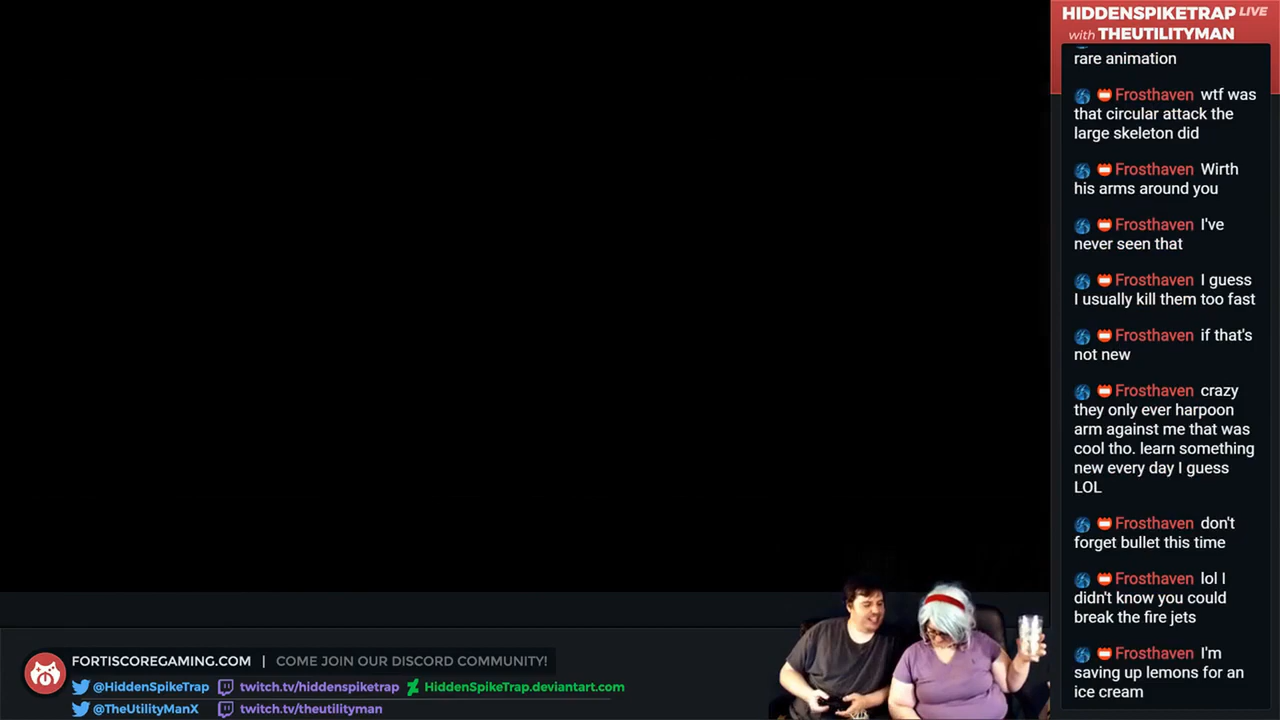 HIDDENSPIKETRAP LIVE
with THEUTILITYMAN
rare animation
Frosthaven wtf was
that circular attack the
large skeleton did
Frosthaven Wirth
his arms around you
Frosthaven I've
never seen that
Frosthaven I guess
I usually kill them too fast
Frosthaven if that's
not new
Frosthaven crazy
they only ever harpoon
arm against me that was
cool tho. learn something
new every day I guess
LOL
Frosthaven don't
forget bullet this time
Frosthaven lol I
didn't know you could
break the fire jets
Frosthaven I'm
saving up lemons for an
ice cream
FORTISCOREGAMING.COM | COME JOIN OUR DISCORD COMMUNITY!
@HiddenSpikeTrap twitch.tv/hiddenspiketrap HiddenSpikeTrap.deviantart.com
@TheUtilityManX twitch.tv/theutilityman